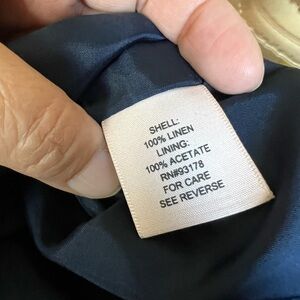 SHELL:
100% LINEN
LINING:
100% ACETATE
RN#93178
FOR CARE
SEE REVERSE